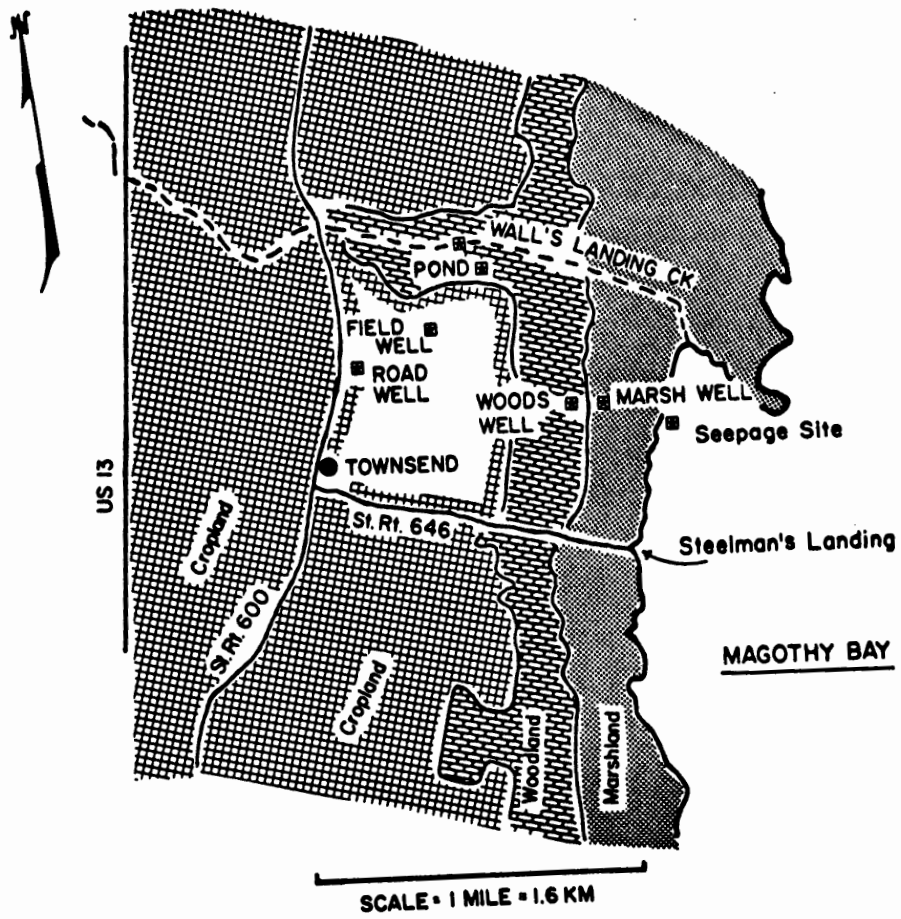 N
WALL'S LANDING CK
POND
FIELD
WELL
ROAD
WELL
WOODS
WELL
MARSH WELL
Seepage Site
TOWNSEND
US 13
St. Rt. 646
Steelman's Landing
Cropland
St. Rt. 600
MAGOTHY BAY
Cropland
Woodland
Marshland
SCALE = 1 MILE = 1.6 KM